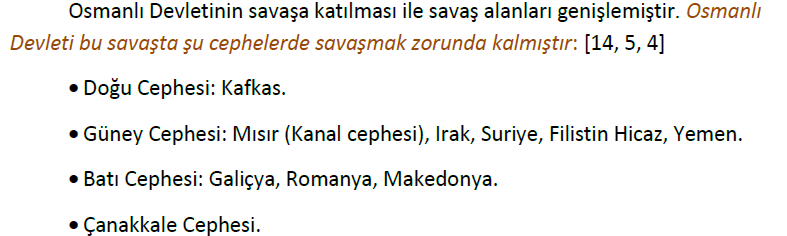 Osmanlı Devletinin savaşa katılması ile savaş alanları genişlemiştir. Osmanlı
Devleti bu savaşta şu cephelerde savaşmak zorunda kalmıştır: [14, 5, 4]
• Doğu Cephesi: Kafkas.
• Güney Cephesi: Mısır (Kanal cephesi), Irak, Suriye, Filistin Hicaz, Yemen.
• Batı Cephesi: Galiçya, Romanya, Makedonya.
• Çanakkale Cephesi.